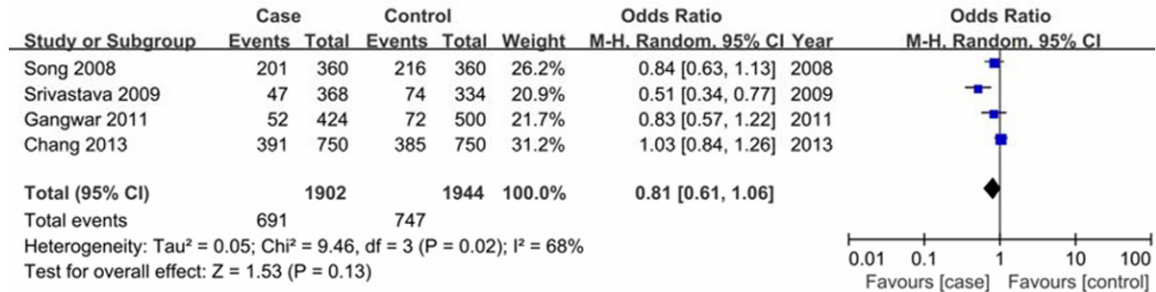 Case Control Odds Ratio Odds Ratio
Study or Subgroup Events Total Events Total Weight M-H. Random. 95% CI Year M-H. Random. 95% CI
Song 2008 201 360 216 360 26.2% 0.84 [0.63, 1.13] 2008
Srivastava 2009 47 368 74 334 20.9% 0.51 [0.34, 0.77] 2009
Gangwar 2011 52 424 72 500 21.7% 0.83 [0.57, 1.22] 2011
Chang 2013 391 750 385 750 31.2% 1.03 [0.84, 1.26] 2013
Total (95% CI) 1902 1944 100.0% 0.81 [0.61, 1.06]
Total events 691 747
Heterogeneity: Tau² = 0.05; Chi² = 9.46, df = 3 (P = 0.02); I² = 68%
Test for overall effect: Z = 1.53 (P = 0.13)
0.01 0.1 1 10 100
Favours [case] Favours [control]